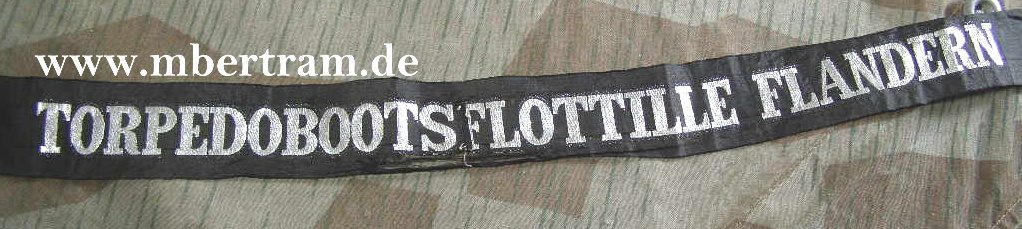 www.mbertram.de
TORPEDOBOOTSFLOTTILLE FLANDERN